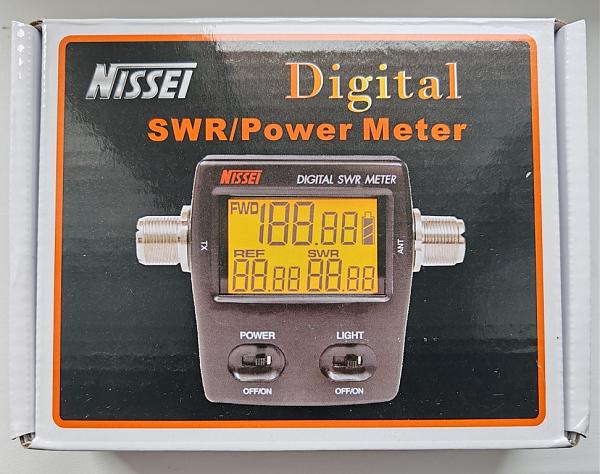 NISSEI
Digital
SWR/Power Meter
NISSEI DIGITAL SWR METER
FWD
188.88
TX
ANT
REF SWR
88.88 88.88
POWER LIGHT
OFF/ON OFF/ON